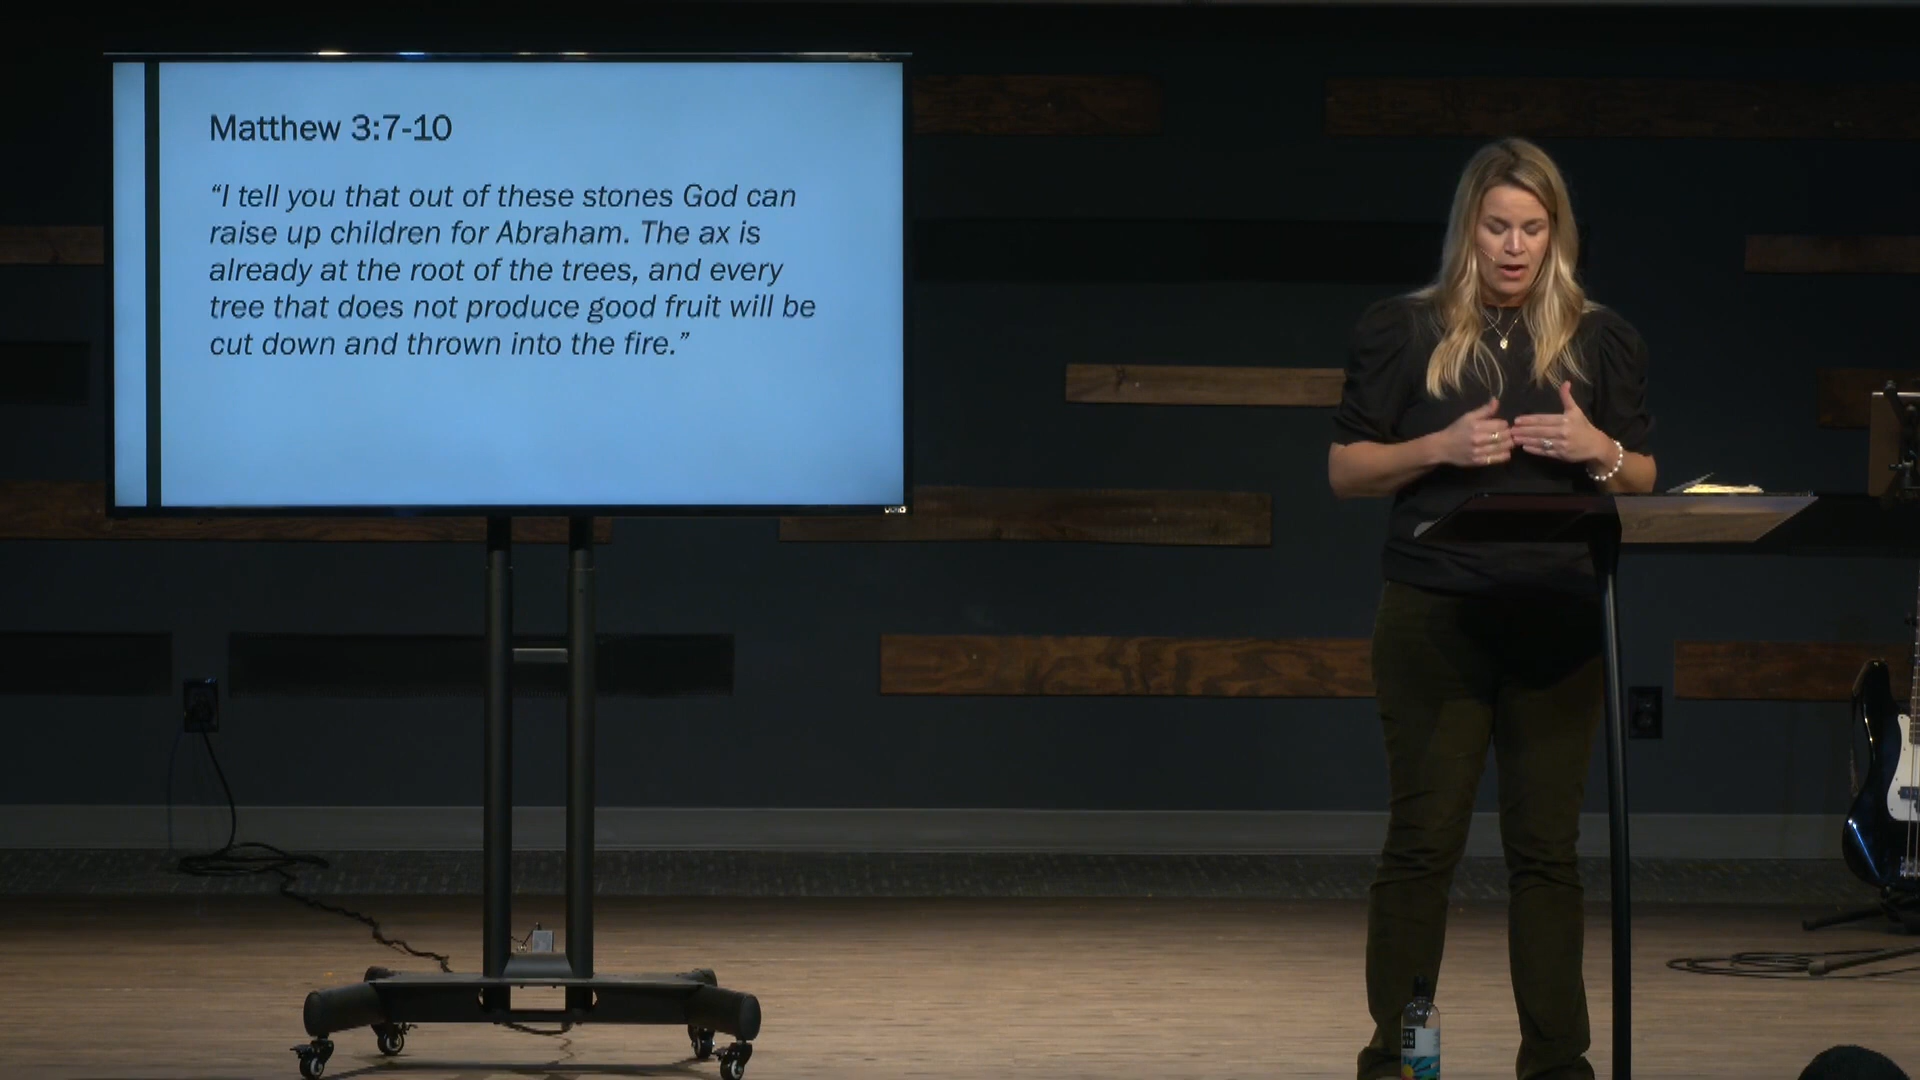 Matthew 3:7-10
“I tell you that out of these stones God can
raise up children for Abraham. The ax is
already at the root of the trees, and every
tree that does not produce good fruit will be
cut down and thrown into the fire.”
VIZIO